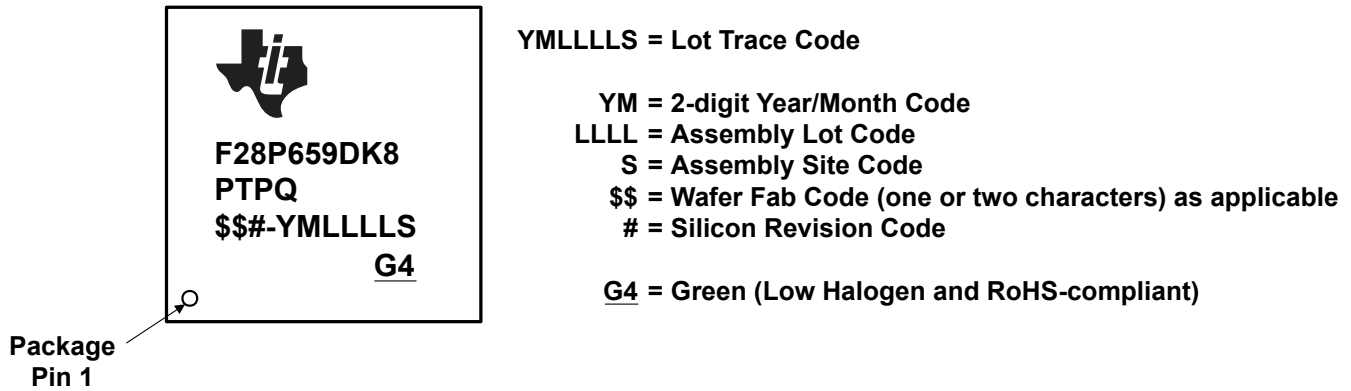 F28P659DK8
PTPQ
$$#-YMLLLLS
G4
Package
Pin 1
YMLLLLS = Lot Trace Code
YM = 2-digit Year/Month Code
LLLL = Assembly Lot Code
S = Assembly Site Code
$$ = Wafer Fab Code (one or two characters) as applicable
# = Silicon Revision Code
G4 = Green (Low Halogen and RoHS-compliant)